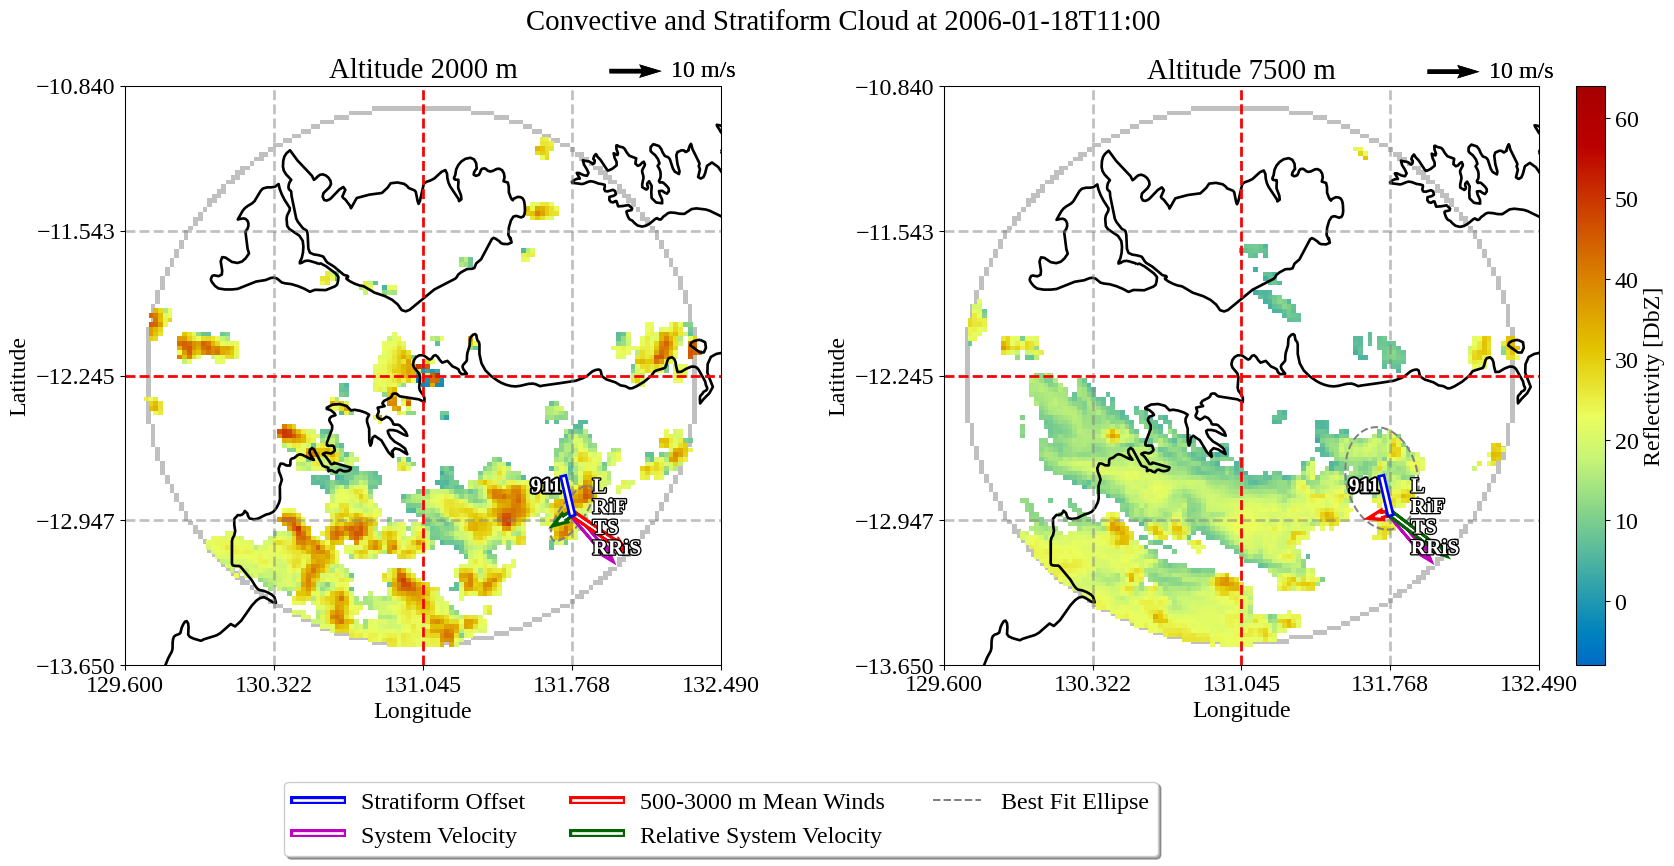 Convective and Stratiform Cloud at 2006-01-18T11:00
Altitude 2000 m
10 m/s
Altitude 7500 m
10 m/s
−10.840
−11.543
−12.245
−12.947
−13.650
Latitude
129.600
130.322
131.045
131.768
132.490
Longitude
911
L
RiF
TS
RRiS
−10.840
−11.543
−12.245
−12.947
−13.650
Latitude
129.600
130.322
131.045
131.768
132.490
Longitude
911
L
RiF
TS
RRiS
60
50
40
30
20
10
0
Reflectivity [DbZ]
Stratiform Offset
System Velocity
500-3000 m Mean Winds
Relative System Velocity
Best Fit Ellipse